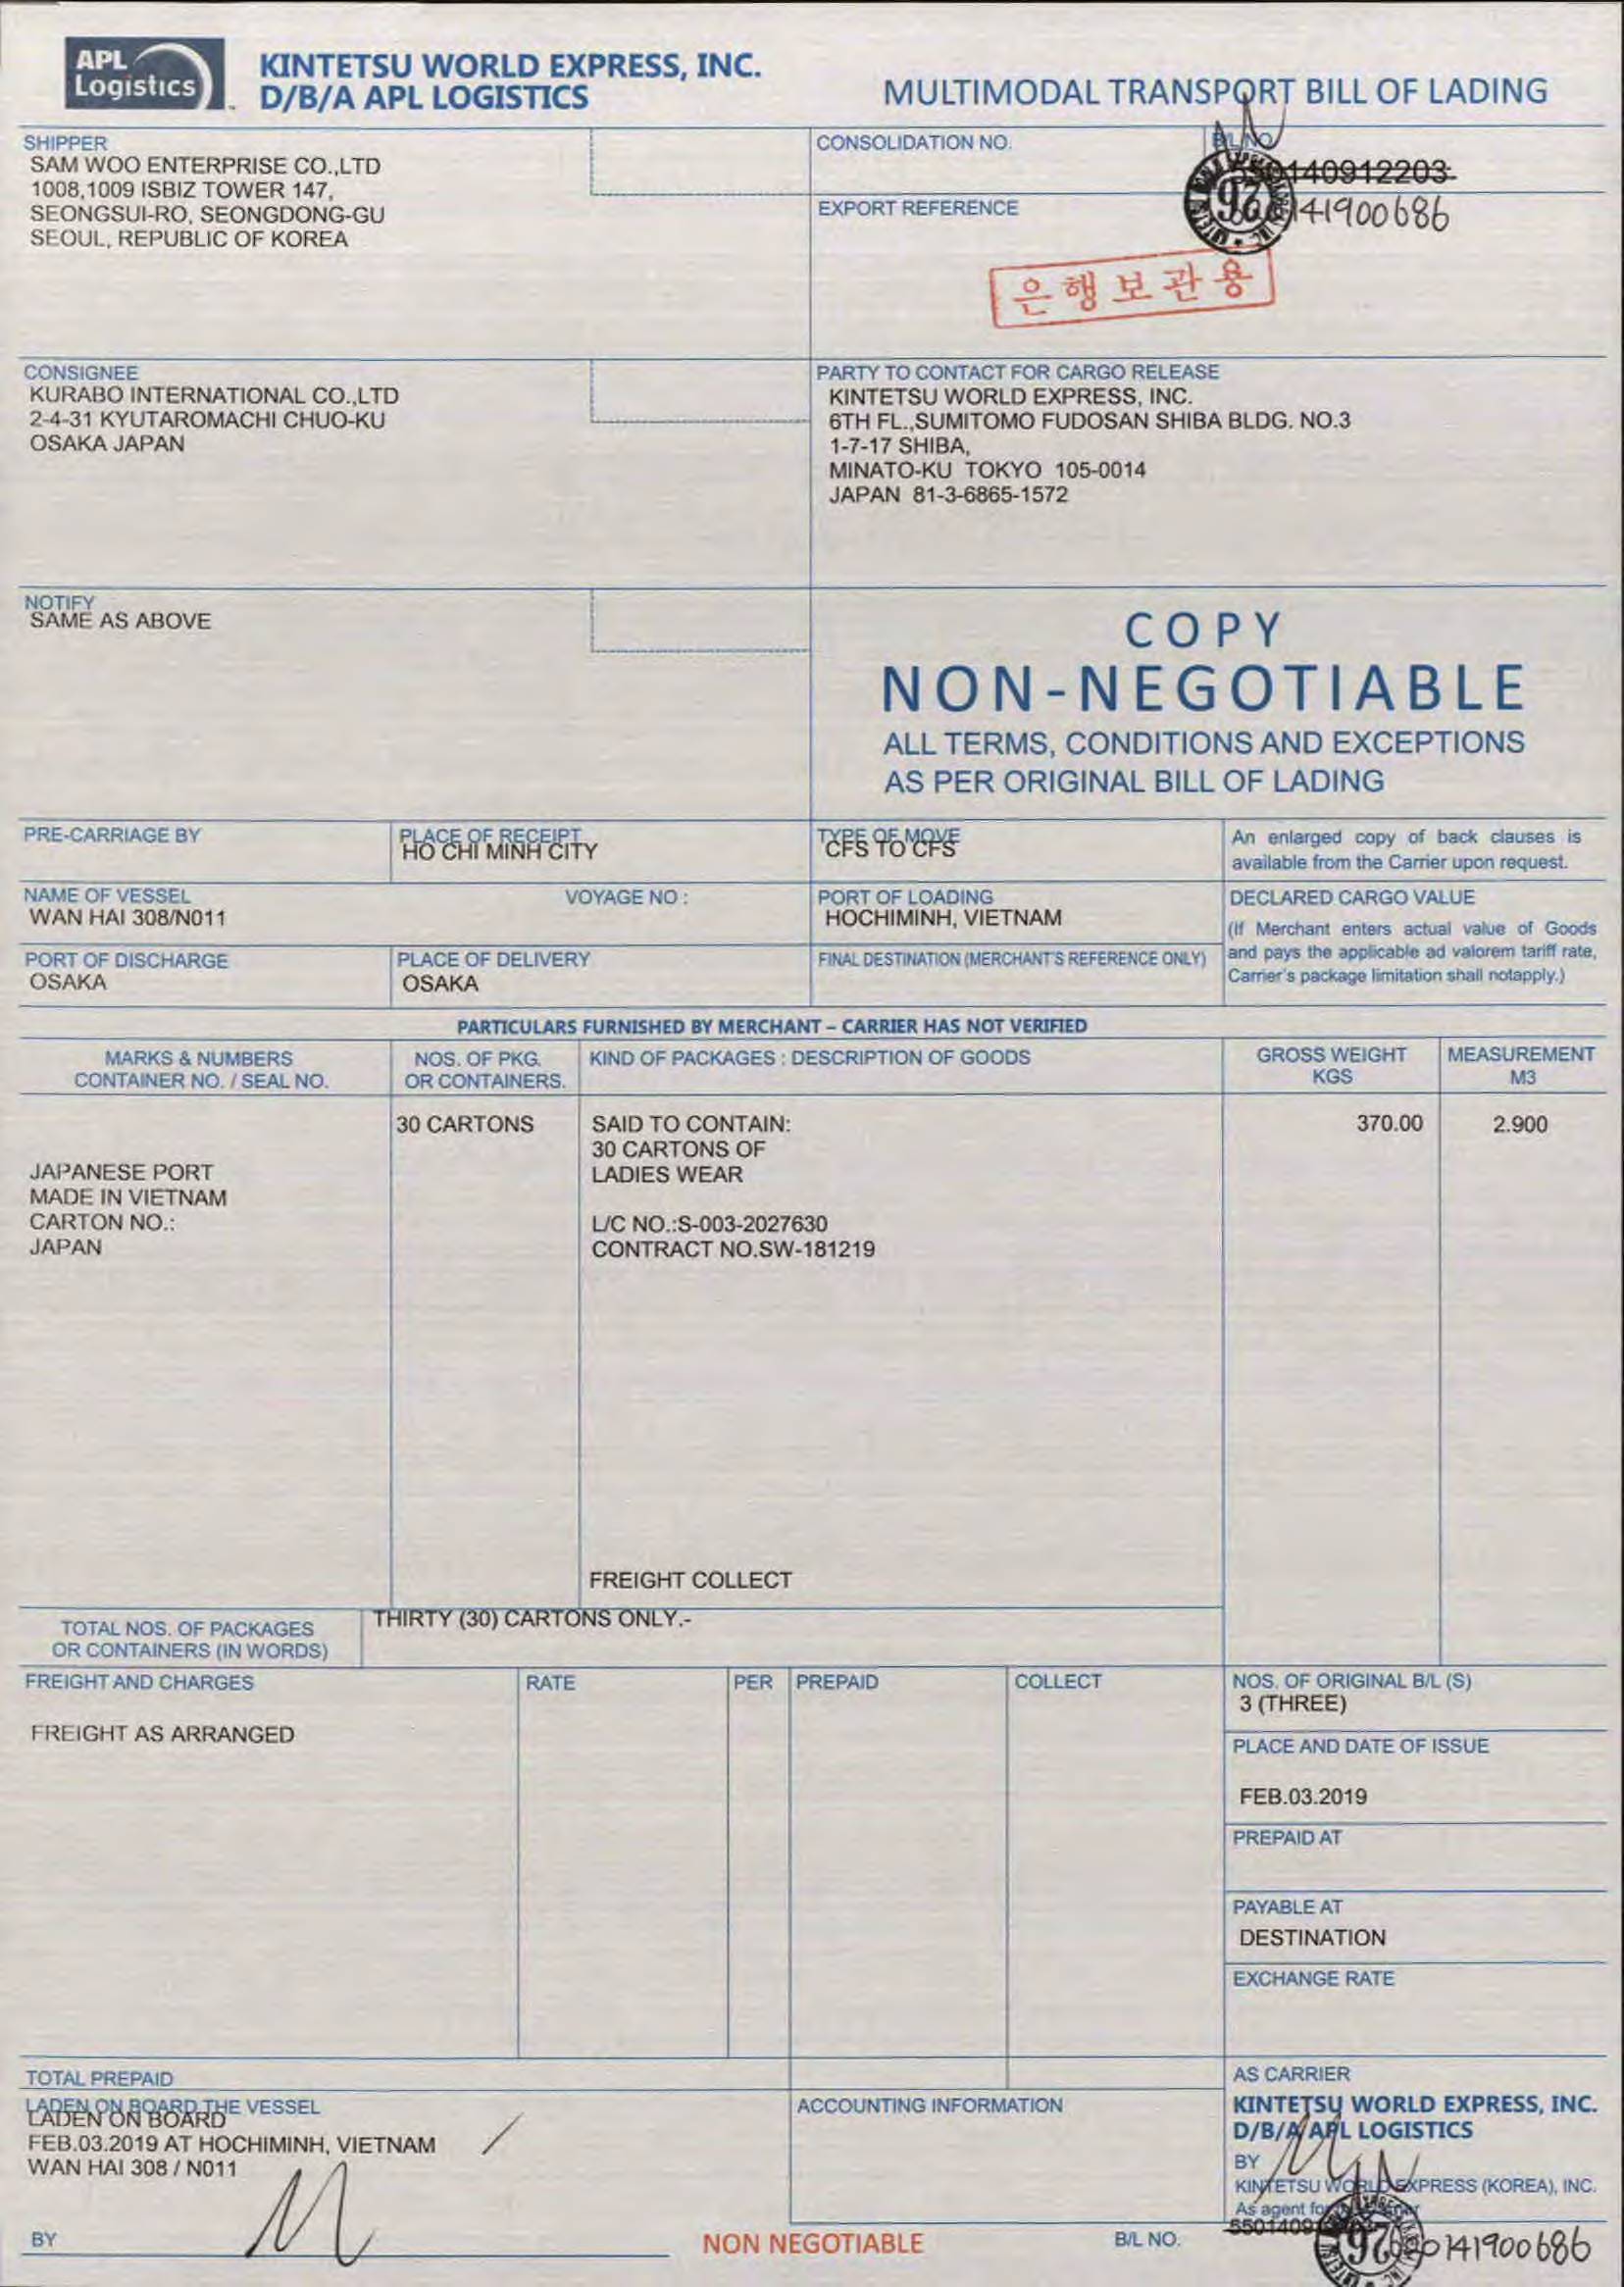 APL
Logistics
KINTETSU WORLD EXPRESS, INC.
D/B/A APL LOGISTICS
MULTIMODAL TRANSPORT BILL OF LADING
SHIPPER
SAM WOO ENTERPRISE CO.,LTD
1008,1009 ISBIZ TOWER 147,
SEONGSUI-RO, SEONGDONG-GU
SEOUL, REPUBLIC OF KOREA
CONSOLIDATION NO.
B/L NO.
550140912203
26
EXPORT REFERENCE
141900686
은행보관용
CONSIGNEE
KURABO INTERNATIONAL CO.,LTD
2-4-31 KYUTAROMACHI CHUO-KU
OSAKA JAPAN
PARTY TO CONTACT FOR CARGO RELEASE
KINTETSU WORLD EXPRESS, INC.
6TH FL.,SUMITOMO FUDOSAN SHIBA BLDG. NO.3
1-7-17 SHIBA,
MINATO-KU TOKYO 105-0014
JAPAN 81-3-6865-1572
NOTIFY
SAME AS ABOVE
COPY
NON-NEGOTIABLE
ALL TERMS, CONDITIONS AND EXCEPTIONS
AS PER ORIGINAL BILL OF LADING
PRE-CARRIAGE BY
PLACE OF RECEIPT
HO CHI MINH CITY
TYPE OF MOVE
CFS TO CFS
An enlarged copy of back clauses is
available from the Carrier upon request.
NAME OF VESSEL
VOYAGE NO :
WAN HAI 308/N011
PORT OF LOADING
HOCHIMINH, VIETNAM
DECLARED CARGO VALUE
(If Merchant enters actual value of Goods
and pays the applicable ad valorem tariff rate,
Carrier's package limitation shall notapply.)
PORT OF DISCHARGE
OSAKA
PLACE OF DELIVERY
OSAKA
FINAL DESTINATION (MERCHANT'S REFERENCE ONLY)
PARTICULARS FURNISHED BY MERCHANT – CARRIER HAS NOT VERIFIED
MARKS & NUMBERS
CONTAINER NO. / SEAL NO.
NOS. OF PKG.
OR CONTAINERS.
KIND OF PACKAGES : DESCRIPTION OF GOODS
GROSS WEIGHT
KGS
MEASUREMENT
M3
30 CARTONS
SAID TO CONTAIN:
370.00
2.900
30 CARTONS OF
LADIES WEAR
JAPANESE PORT
MADE IN VIETNAM
CARTON NO.:
JAPAN
L/C NO.:S-003-2027630
CONTRACT NO.SW-181219
FREIGHT COLLECT
TOTAL NOS. OF PACKAGES
OR CONTAINERS (IN WORDS)
THIRTY (30) CARTONS ONLY.-
FREIGHT AND CHARGES
RATE
PER
PREPAID
COLLECT
FREIGHT AS ARRANGED
NOS. OF ORIGINAL B/L (S)
3 (THREE)
PLACE AND DATE OF ISSUE
FEB.03.2019
PREPAID AT
PAYABLE AT
DESTINATION
EXCHANGE RATE
TOTAL PREPAID
LADEN ON BOARD THE VESSEL
LADEN ON BOARD
FEB.03.2019 AT HOCHIMINH, VIETNAM
WAN HAI 308 / N011
BY
ACCOUNTING INFORMATION
AS CARRIER
KINTETSU WORLD EXPRESS, INC.
D/B/A APL LOGISTICS
BY
KINTETSU WORLD EXPRESS (KOREA), INC.
As agent for
NON NEGOTIABLE
B/L NO.
5501409
26
0141900686